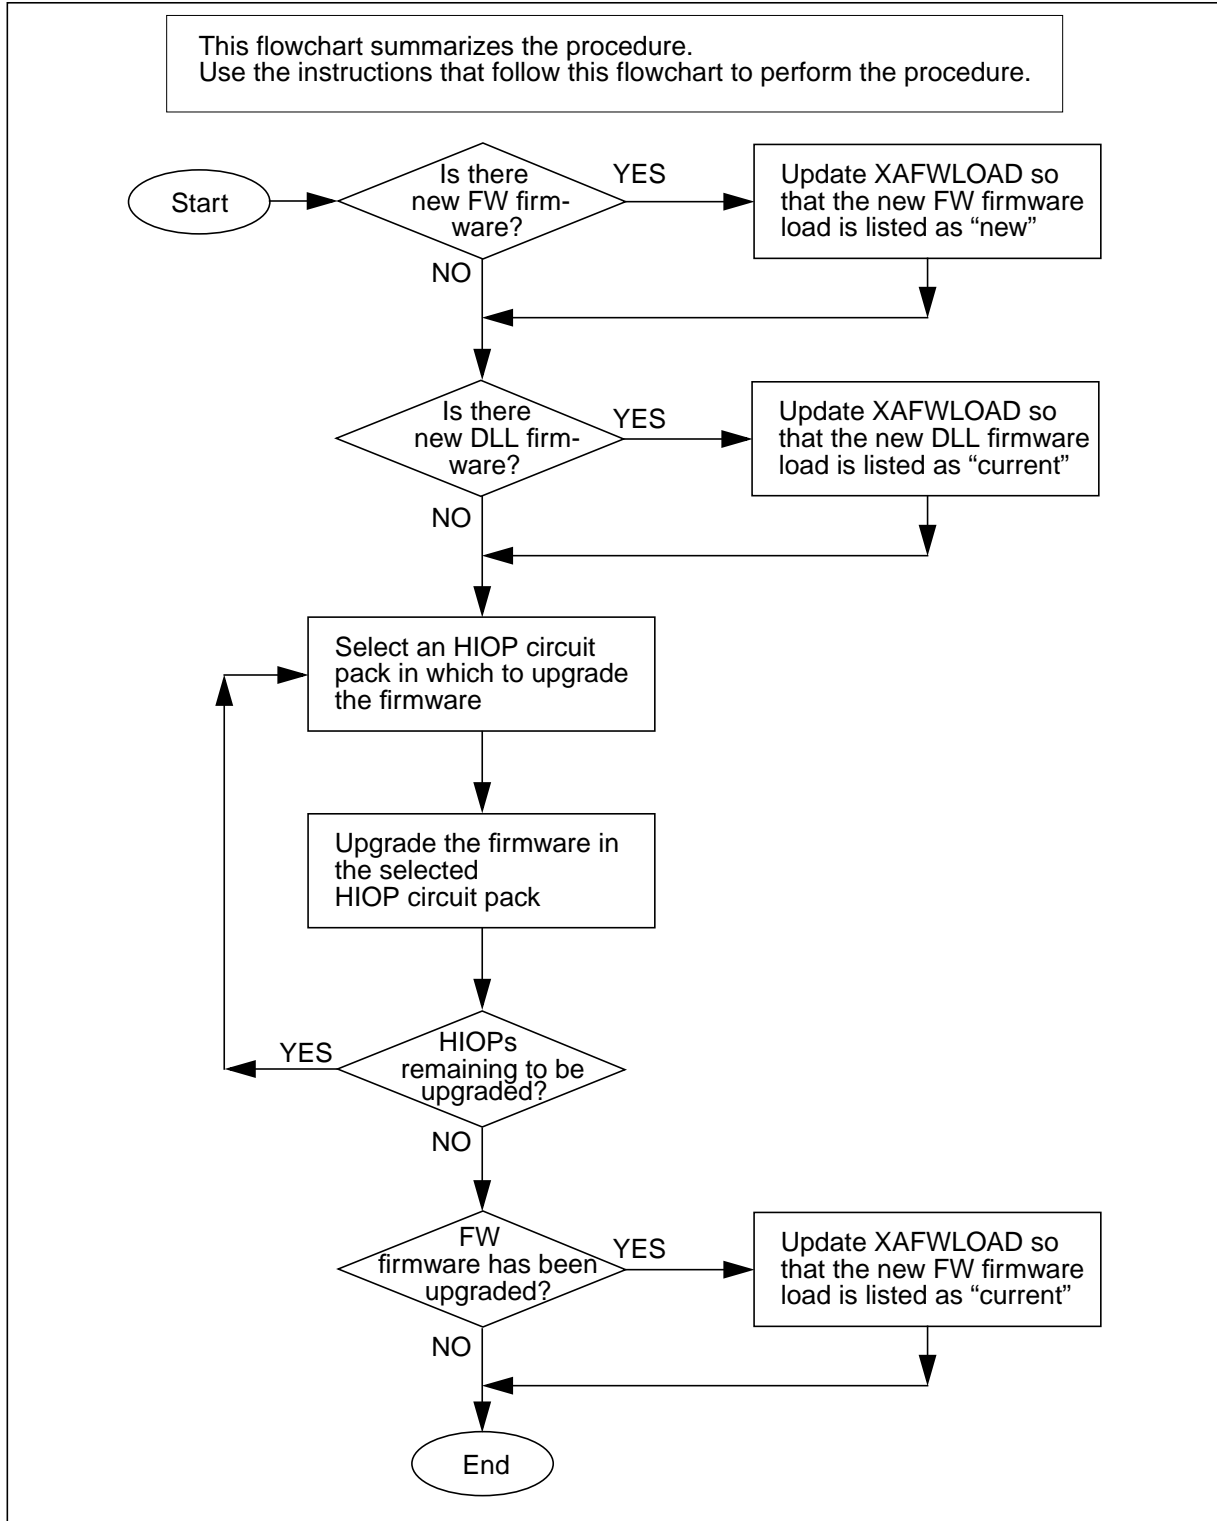 This flowchart summarizes the procedure.
Use the instructions that follow this flowchart to perform the procedure.
Start
Is there
new FW firm-
ware?
YES
Update XAFWLOAD so
that the new FW firmware
load is listed as “new”
NO
Is there
new DLL firm-
ware?
YES
Update XAFWLOAD so
that the new DLL firmware
load is listed as “current”
NO
Select an HIOP circuit
pack in which to upgrade
the firmware
Upgrade the firmware in
the selected
HIOP circuit pack
HIOPs
remaining to be
upgraded?
YES
NO
FW
firmware has been
upgraded?
YES
Update XAFWLOAD so
that the new FW firmware
load is listed as “current”
NO
End